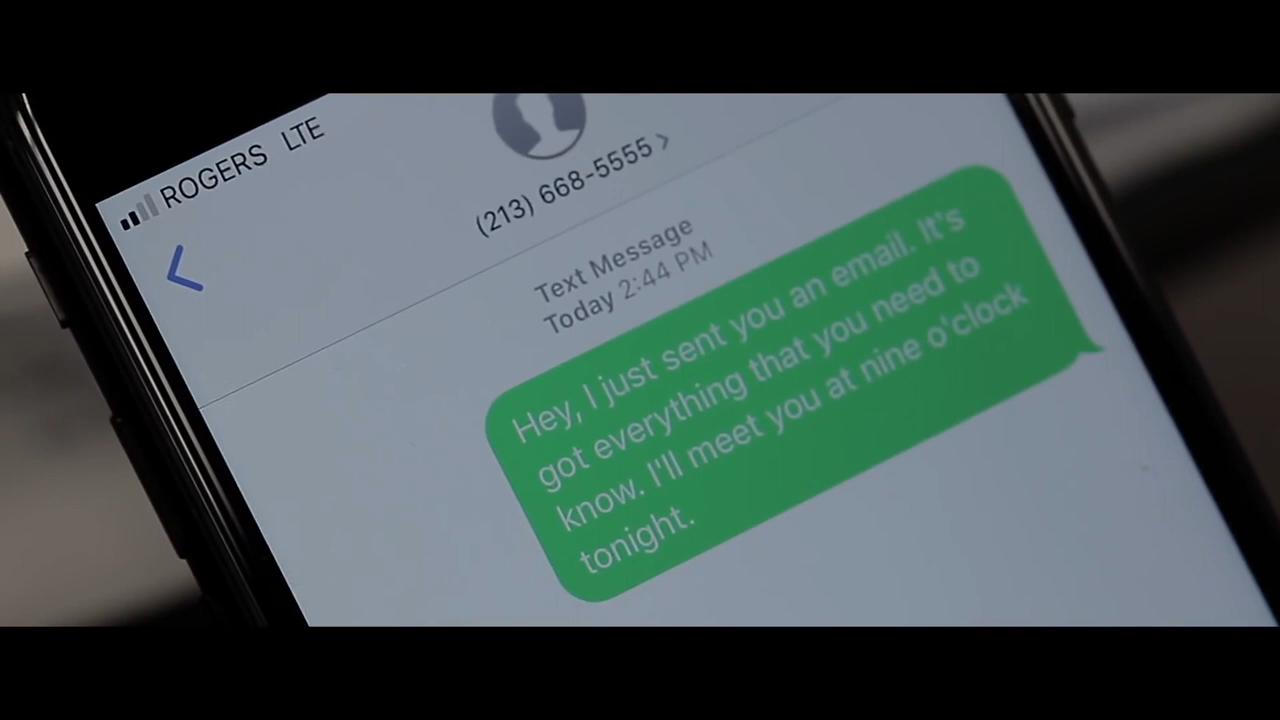 ROGERS LTE
(213) 668-5555 >
Text Message
Today 2:44 PM
Hey, I just sent you an email. It's
got everything that you need to
know. I'll meet you at nine o'clock
tonight.